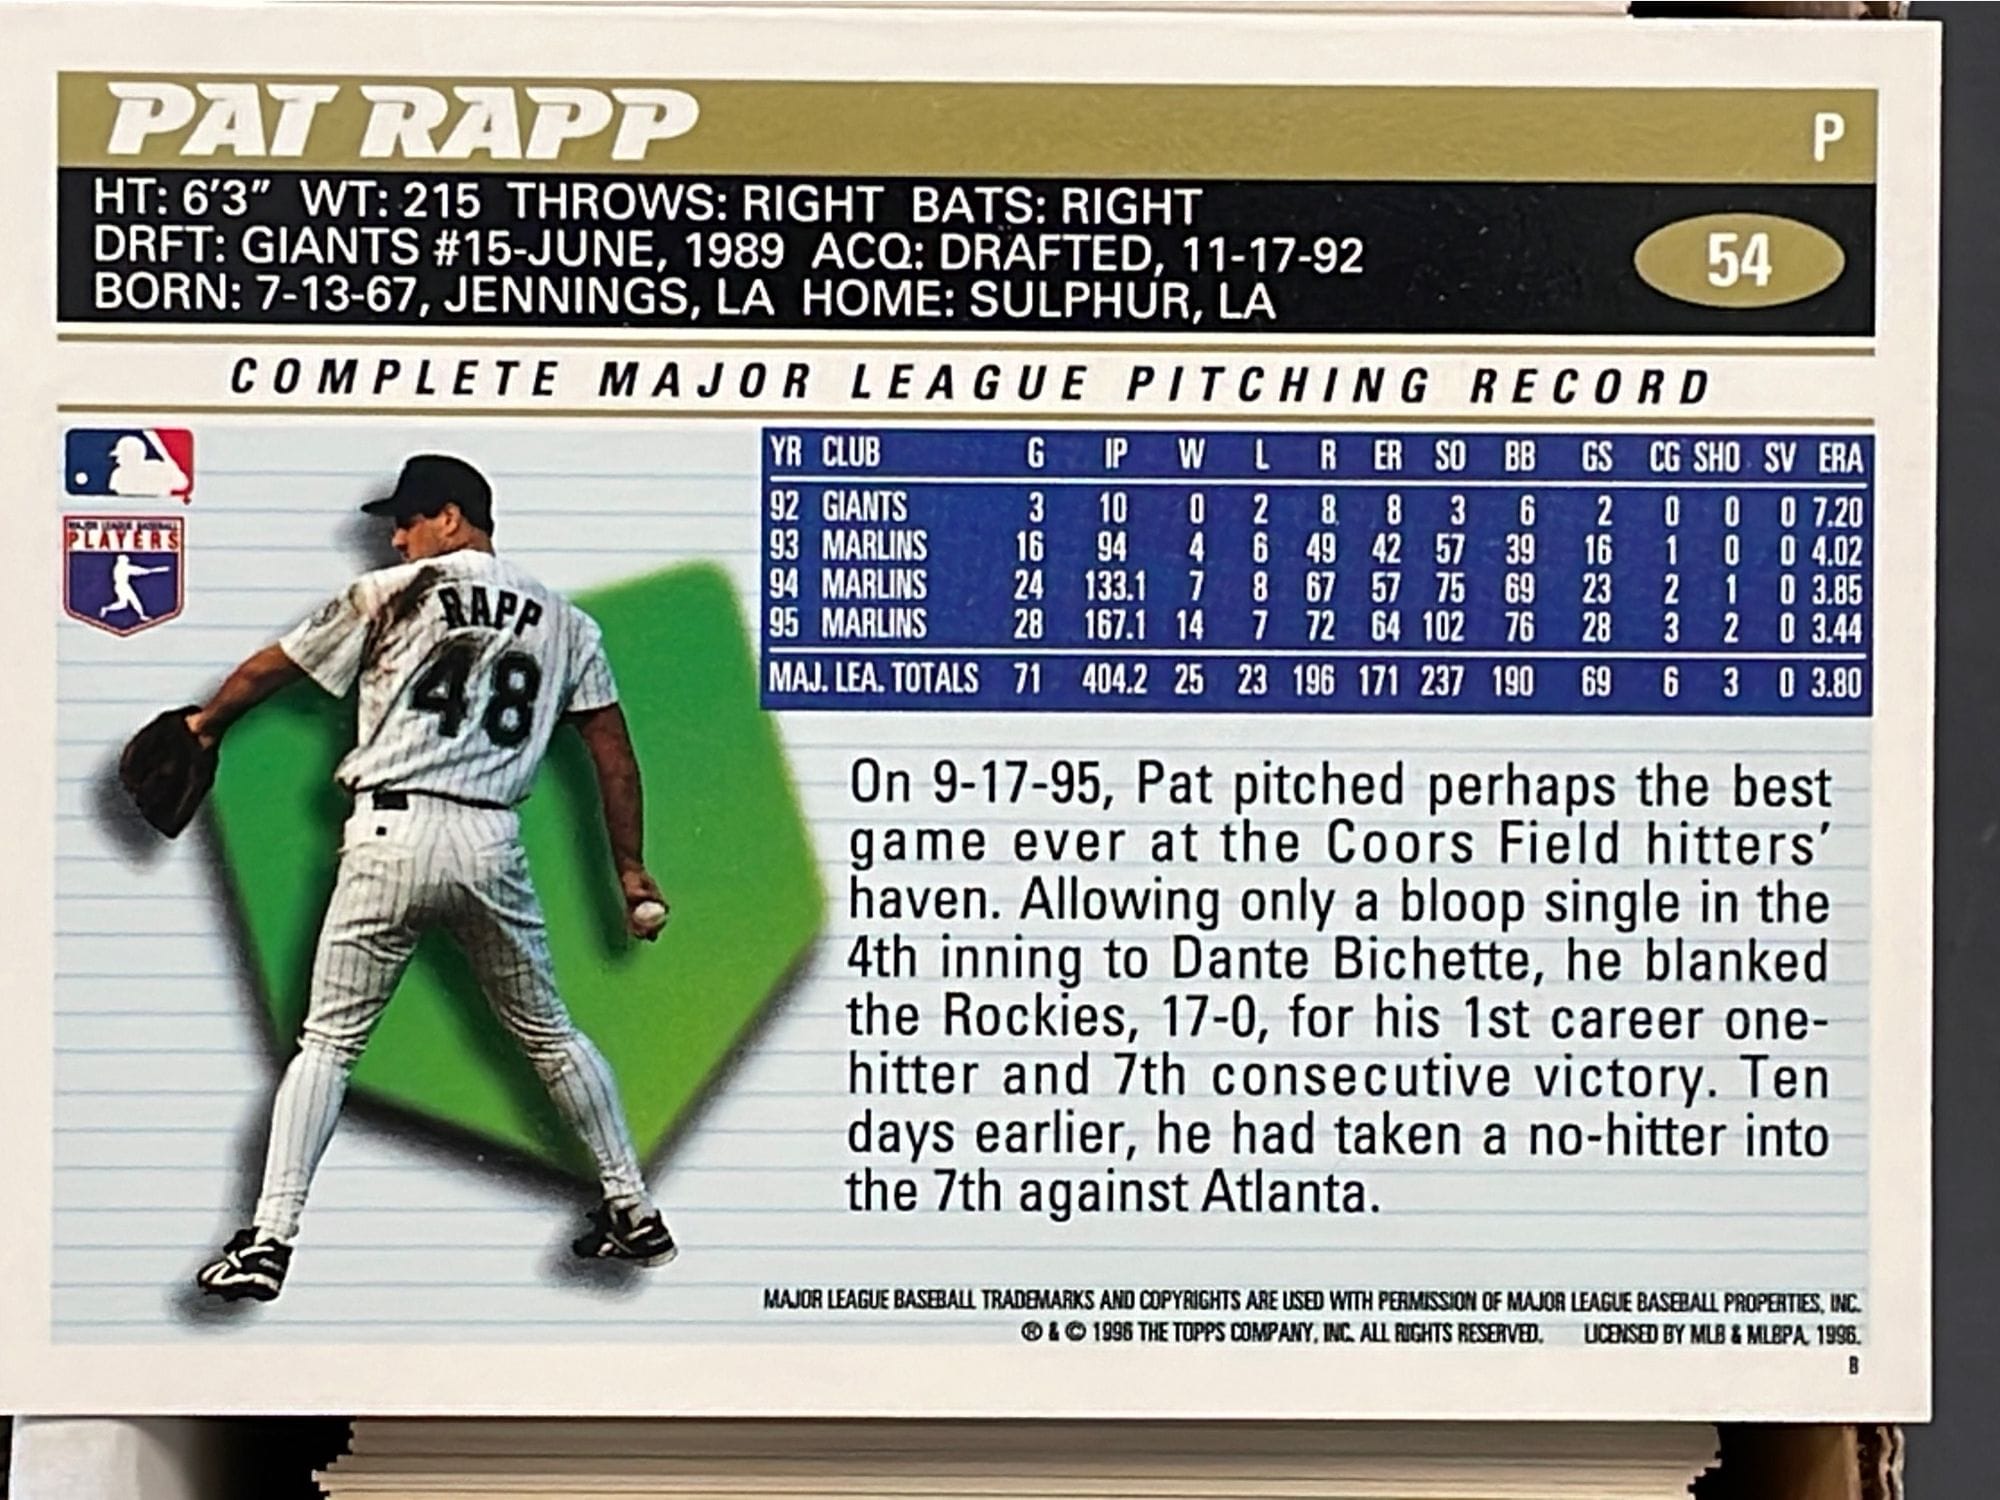 PAT RAPP
P
HT: 6'3" WT: 215 THROWS: RIGHT BATS: RIGHT
DRFT: GIANTS #15-JUNE, 1989 ACQ: DRAFTED, 11-17-92
BORN: 7-13-67, JENNINGS, LA HOME: SULPHUR, LA
54
COMPLETE MAJOR LEAGUE PITCHING RECORD
MAJOR LEAGUE BASEBALL
PLAYERS
RAPP
48
YR CLUB G IP W L R ER SO BB GS CG SHO SV ERA
92 GIANTS 3 10 0 2 8 8 3 6 2 0 0 0 7.20
93 MARLINS 16 94 4 6 49 42 57 39 16 1 0 0 4.02
94 MARLINS 24 133.1 7 8 67 57 75 69 23 2 1 0 3.85
95 MARLINS 28 167.1 14 7 72 64 102 76 28 3 2 0 3.44
MAJ. LEA. TOTALS 71 404.2 25 23 196 171 237 190 69 6 3 0 3.80
On 9-17-95, Pat pitched perhaps the best
game ever at the Coors Field hitters'
haven. Allowing only a bloop single in the
4th inning to Dante Bichette, he blanked
the Rockies, 17-0, for his 1st career one-
hitter and 7th consecutive victory. Ten
days earlier, he had taken a no-hitter into
the 7th against Atlanta.
MAJOR LEAGUE BASEBALL TRADEMARKS AND COPYRIGHTS ARE USED WITH PERMISSION OF MAJOR LEAGUE BASEBALL PROPERTIES, INC.
® & © 1996 THE TOPPS COMPANY, INC. ALL RIGHTS RESERVED. LICENSED BY MLB & MLBPA, 1996.
B